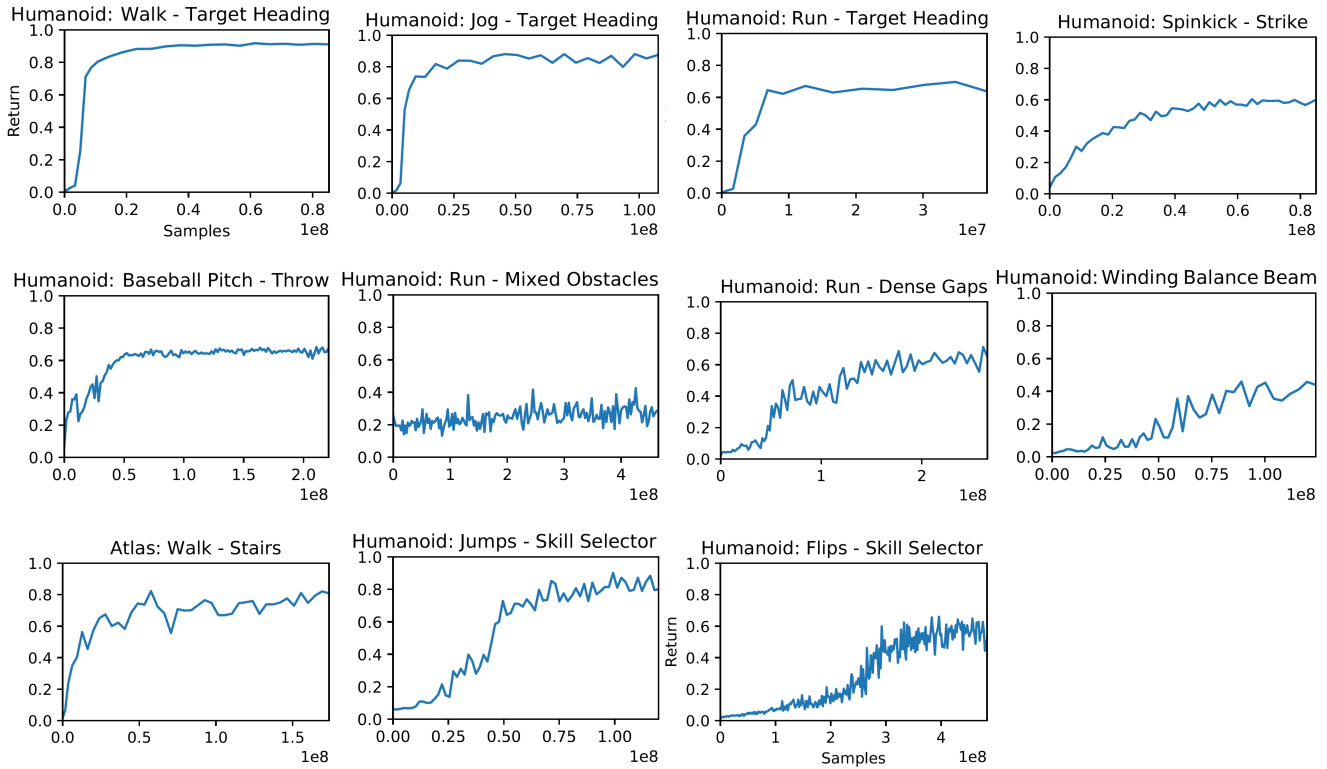 Humanoid: Walk - Target Heading
1.0
0.8
0.6
0.4
0.2
0.0
Return
0.0 0.2 0.4 0.6 0.8
1e8
Samples
Humanoid: Jog - Target Heading
1.0
0.8
0.6
0.4
0.2
0.0
0.00 0.25 0.50 0.75 1.00
1e8
Humanoid: Run - Target Heading
1.0
0.8
0.6
0.4
0.2
0.0
0 1 2 3
1e7
Humanoid: Spinkick - Strike
1.0
0.8
0.6
0.4
0.2
0.0
0.0 0.2 0.4 0.6 0.8
1e8
Humanoid: Baseball Pitch - Throw
1.0
0.8
0.6
0.4
0.2
0.0
0.0 0.5 1.0 1.5 2.0
1e8
Humanoid: Run - Mixed Obstacles
1.0
0.8
0.6
0.4
0.2
0.0
0 1 2 3 4
1e8
Humanoid: Run - Dense Gaps
1.0
0.8
0.6
0.4
0.2
0.0
0 1 2
1e8
Humanoid: Winding Balance Beam
1.0
0.8
0.6
0.4
0.2
0.0
0.00 0.25 0.50 0.75 1.00
1e8
Atlas: Walk - Stairs
1.0
0.8
0.6
0.4
0.2
0.0
0.0 0.5 1.0 1.5
1e8
Humanoid: Jumps - Skill Selector
1.0
0.8
0.6
0.4
0.2
0.0
0.00 0.25 0.50 0.75 1.00
1e8
Humanoid: Flips - Skill Selector
1.0
0.8
0.6
0.4
0.2
0.0
Return
0 1 2 3 4
1e8
Samples